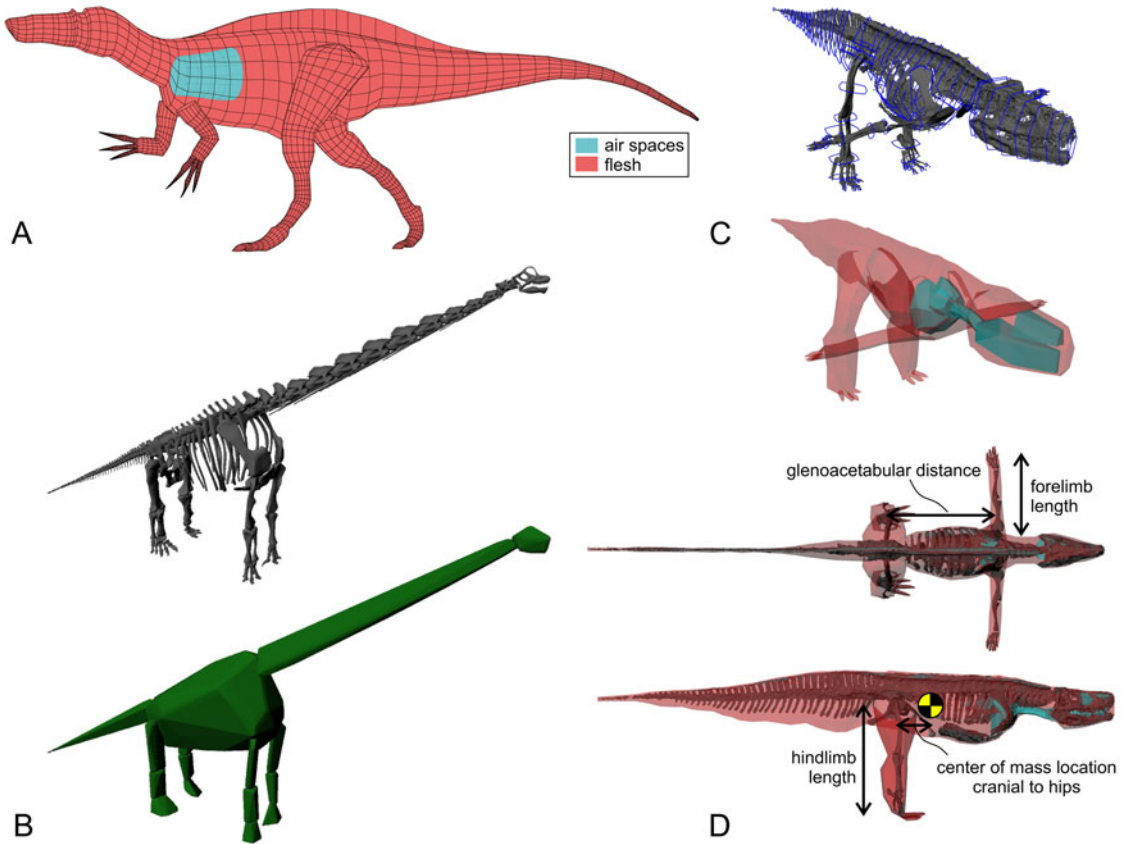 air spaces
flesh
A
C
glenoacetabular distance
forelimb
length
hindlimb
length
center of mass location
cranial to hips
B
D